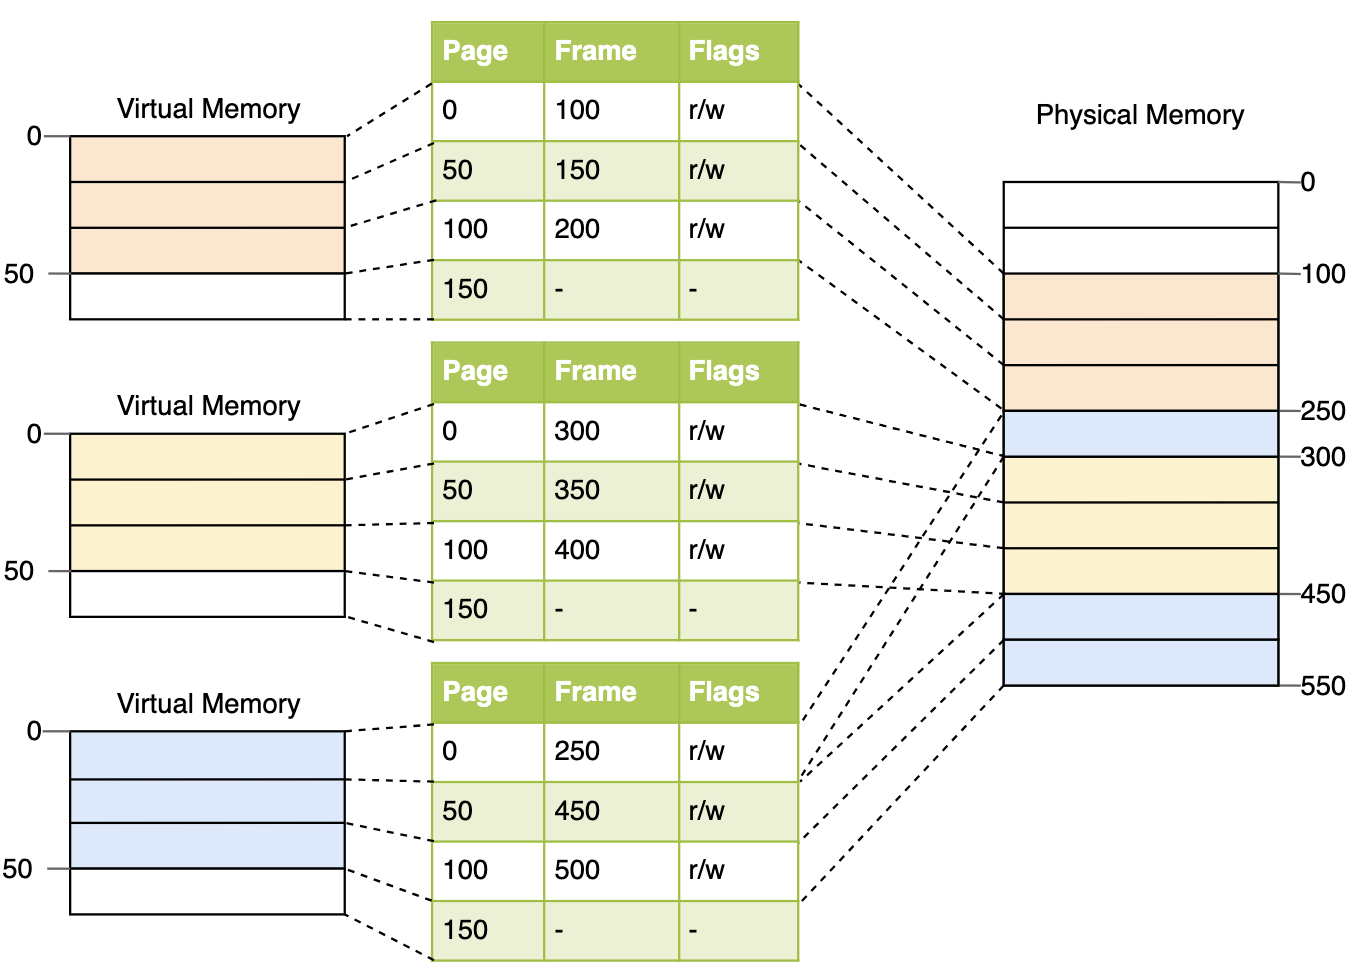 Virtual Memory
0
50
Page Frame Flags
0 100 r/w
50 150 r/w
100 200 r/w
150 - -
Virtual Memory
0
50
Page Frame Flags
0 300 r/w
50 350 r/w
100 400 r/w
150 - -
Virtual Memory
0
50
Page Frame Flags
0 250 r/w
50 450 r/w
100 500 r/w
150 - -
Physical Memory
0
100
250
300
450
550